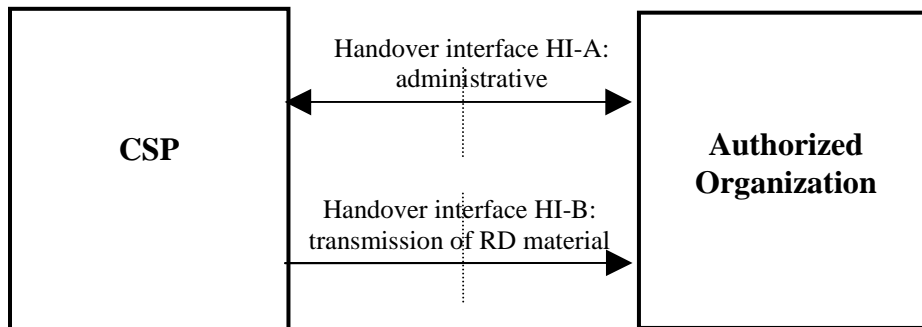 Handover interface HI-A:
administrative
CSP
Authorized
Organization
Handover interface HI-B:
transmission of RD material